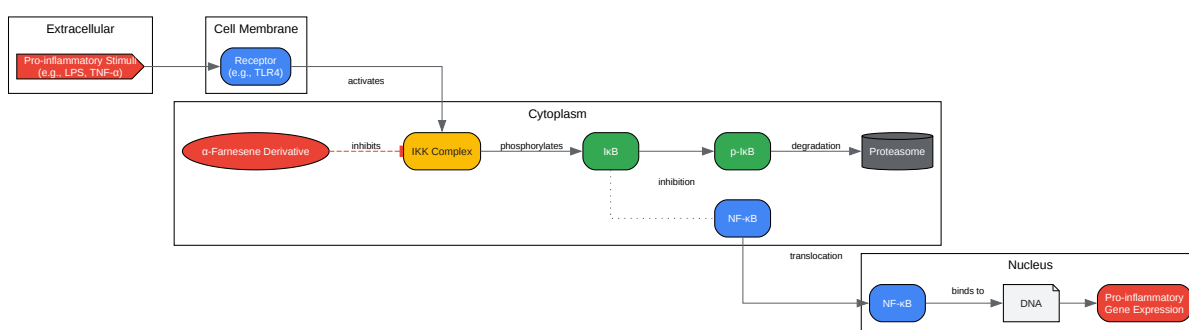 Extracellular
Pro-inflammatory Stimuli
(e.g., LPS, TNF-α)
Cell Membrane
Receptor
(e.g., TLR4)
activates
Cytoplasm
α-Farnesene Derivative
inhibits
IKK Complex
phosphorylates
IκB
p-IκB
degradation
Proteasome
inhibition
NF-κB
translocation
Nucleus
NF-κB
binds to
DNA
Pro-inflammatory
Gene Expression